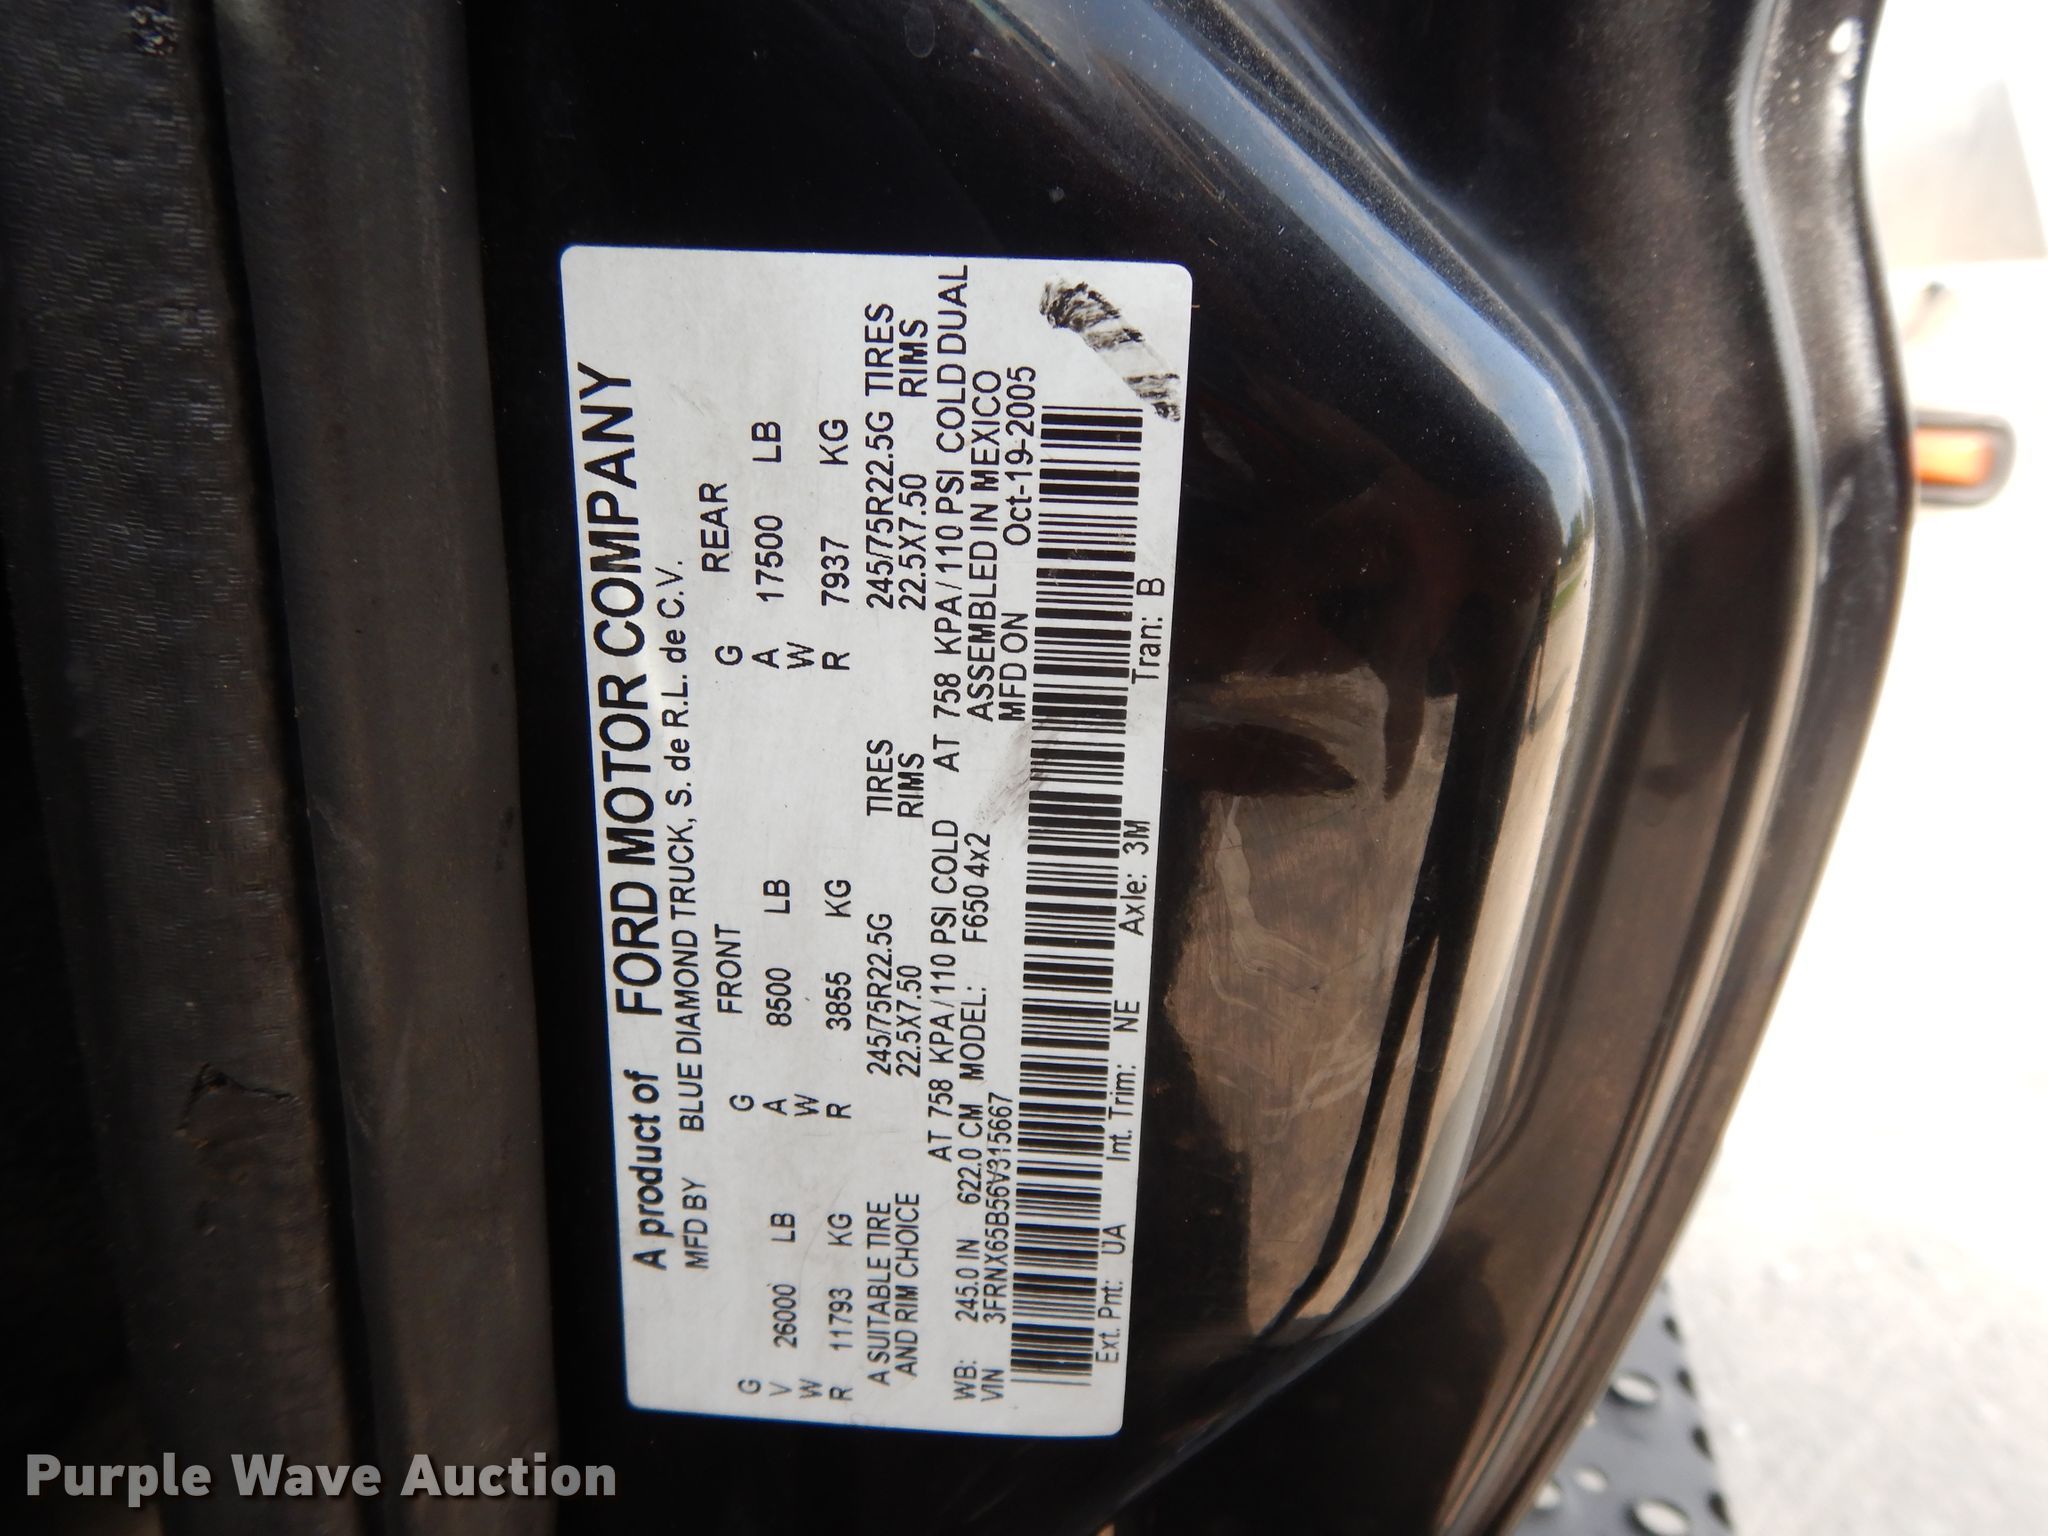 A product of FORD MOTOR COMPANY
MFD BY BLUE DIAMOND TRUCK, S. de R.L. de C.V.
G FRONT G REAR
G
V 26000 LB A 8500 LB A 17500 LB
W W W
R 11793 KG R 3855 KG R 7937 KG
A SUITABLE TIRE 245/75R22.5G TIRES 245/75R22.5G TIRES
AND RIM CHOICE 22.5X7.50 RIMS 22.5X7.50 RIMS
AT 758 KPA/110 PSI COLD AT 758 KPA/110 PSI COLD DUAL
WB: 245.0 IN 622.0 CM MODEL: F650 4x2 ASSEMBLED IN MEXICO
VIN 3FRNX65B56V315667 MFD ON Oct-19-2005
Ext. Pnt: UA Int. Trim: NE Axle: 3M Tran: B
Purple Wave Auction